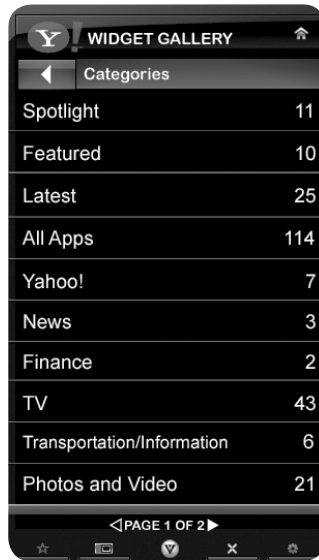 Y! WIDGET GALLERY
Categories
Spotlight 11
Featured 10
Latest 25
All Apps 114
Yahoo! 7
News 3
Finance 2
TV 43
Transportation/Information 6
Photos and Video 21
PAGE 1 OF 2